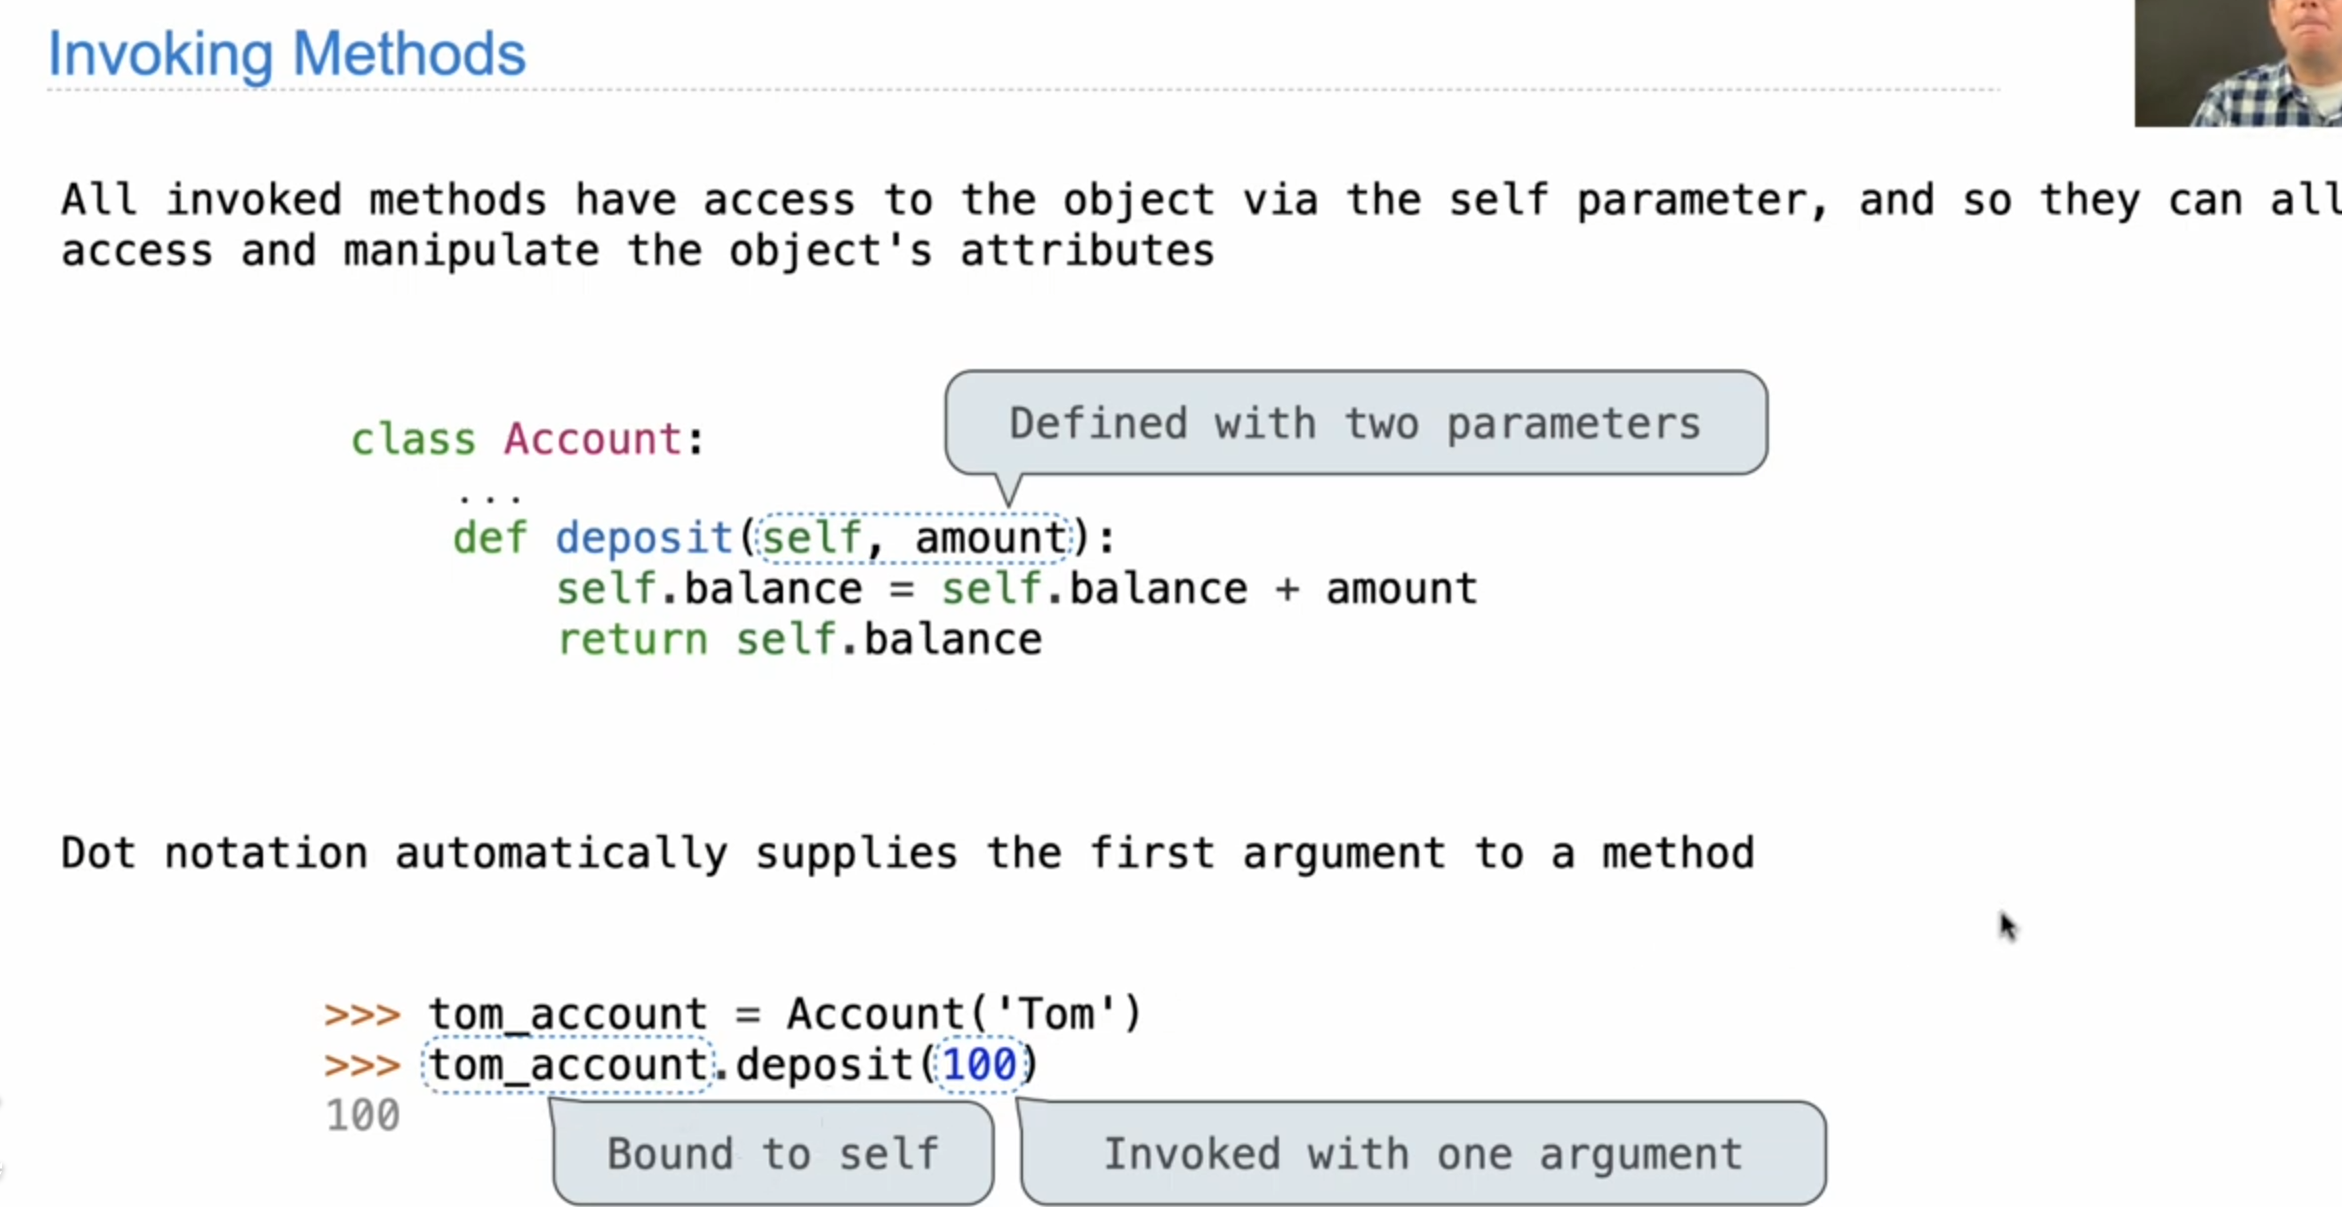 Invoking Methods
All invoked methods have access to the object via the self parameter, and so they can all
access and manipulate the object's attributes
Defined with two parameters
class Account:
...
def deposit(self, amount):
self.balance = self.balance + amount
return self.balance
Dot notation automatically supplies the first argument to a method
>>> tom_account = Account('Tom')
>>> tom_account.deposit(100)
100
Bound to self
Invoked with one argument